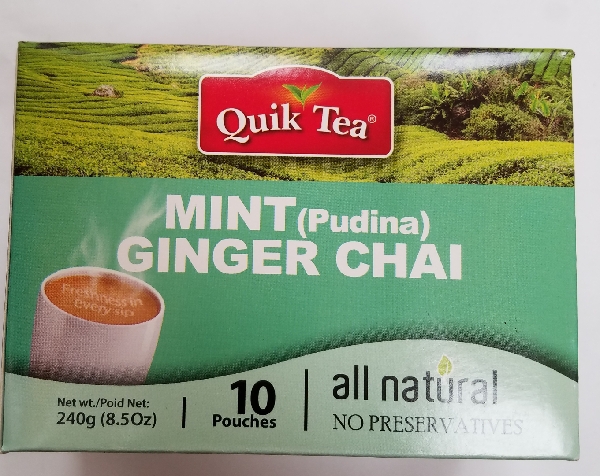 Quik Tea®
MINT (Pudina)
GINGER CHAI
Freshness in
every sip
Net wt./Poid Net:
240g (8.5Oz)
10
Pouches
all natural
NO PRESERVATIVES